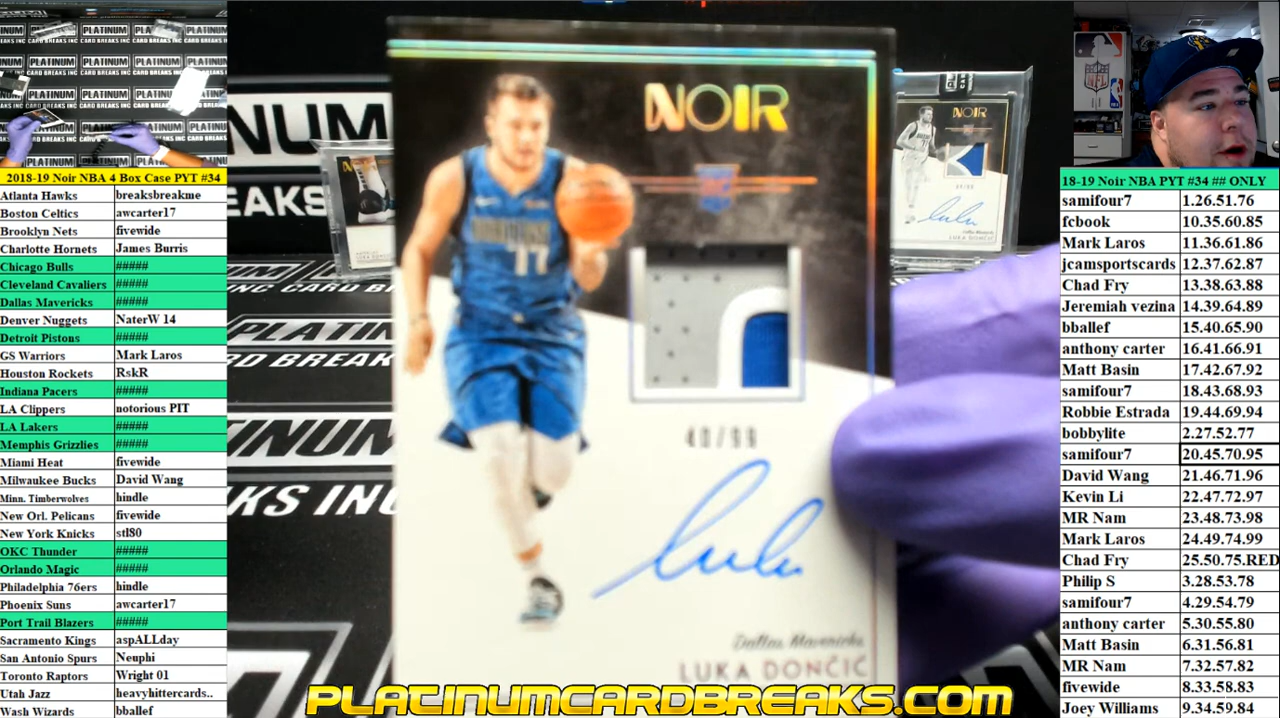 2018-19 Noir NBA 4 Box Case PYT #34
Atlanta Hawks breaksbreakme
Boston Celtics awcarter17
Brooklyn Nets fivewide
Charlotte Hornets James Burris
Chicago Bulls #####
Cleveland Cavaliers #####
Dallas Mavericks #####
Denver Nuggets NaterW 14
Detroit Pistons #####
GS Warriors Mark Laros
Houston Rockets RskR
Indiana Pacers #####
LA Clippers notorious PIT
LA Lakers #####
Memphis Grizzlies #####
Miami Heat fivewide
Milwaukee Bucks David Wang
Minn. Timberwolves hindle
New Orl. Pelicans fivewide
New York Knicks stl80
OKC Thunder #####
Orlando Magic #####
Philadelphia 76ers hindle
Phoenix Suns awcarter17
Port Trail Blazers #####
Sacramento Kings aspALLday
San Antonio Spurs Neuphi
Toronto Raptors Wright 01
Utah Jazz heavyhittercards..
Wash Wizards bballef
NOIR
40/99
Dallas Mavericks
LUKA DONČIĆ
PLATINUMCARDBREAKS.COM
18-19 Noir NBA PYT #34 ## ONLY
samifour7 1.26.51.76
fcbook 10.35.60.85
Mark Laros 11.36.61.86
jcamsportscards 12.37.62.87
Chad Fry 13.38.63.88
Jeremiah vezina 14.39.64.89
bballef 15.40.65.90
anthony carter 16.41.66.91
Matt Basin 17.42.67.92
samifour7 18.43.68.93
Robbie Estrada 19.44.69.94
bobbylite 2.27.52.77
samifour7 20.45.70.95
David Wang 21.46.71.96
Kevin Li 22.47.72.97
MR Nam 23.48.73.98
Mark Laros 24.49.74.99
Chad Fry 25.50.75.RED
Philip S 3.28.53.78
samifour7 4.29.54.79
anthony carter 5.30.55.80
Matt Basin 6.31.56.81
MR Nam 7.32.57.82
fivewide 8.33.58.83
Joey Williams 9.34.59.84